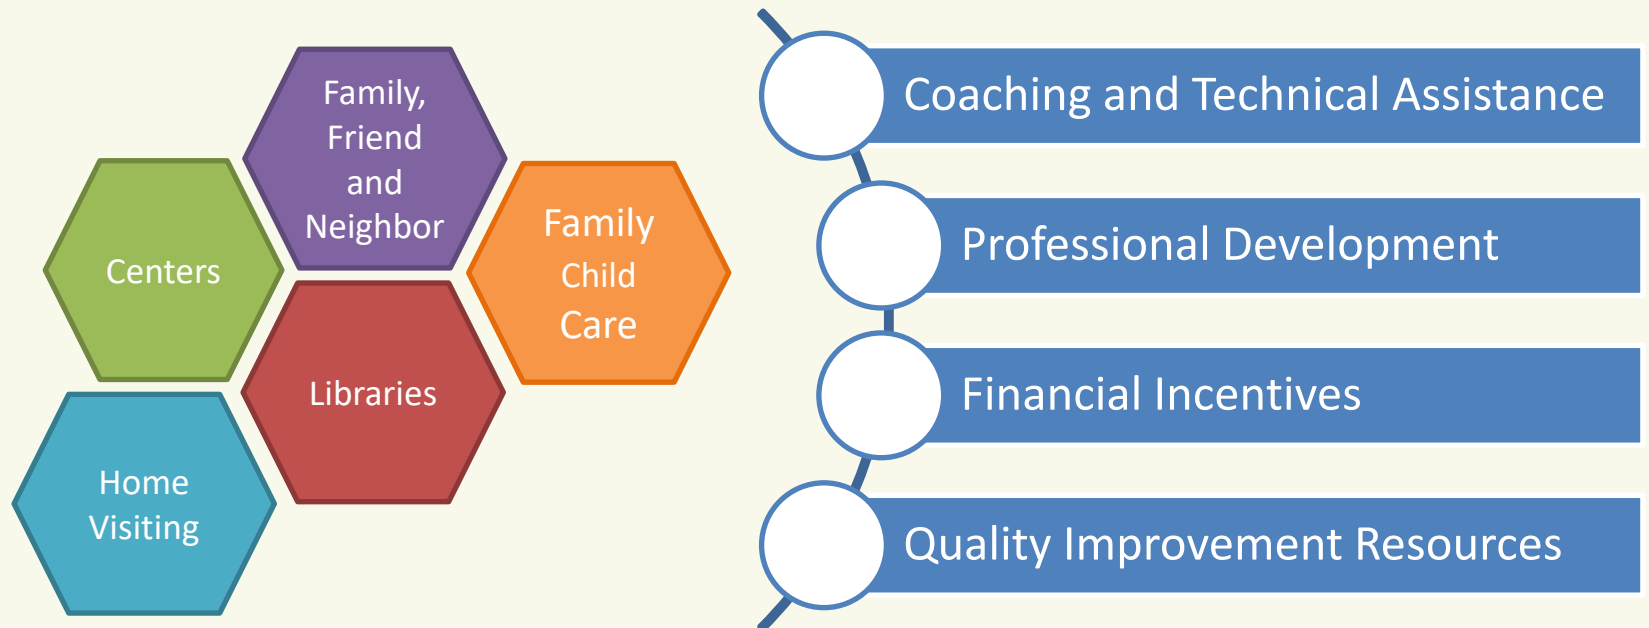 Family,
Friend
and
Neighbor
Centers
Family
Child
Care
Libraries
Home
Visiting
Coaching and Technical Assistance
Professional Development
Financial Incentives
Quality Improvement Resources